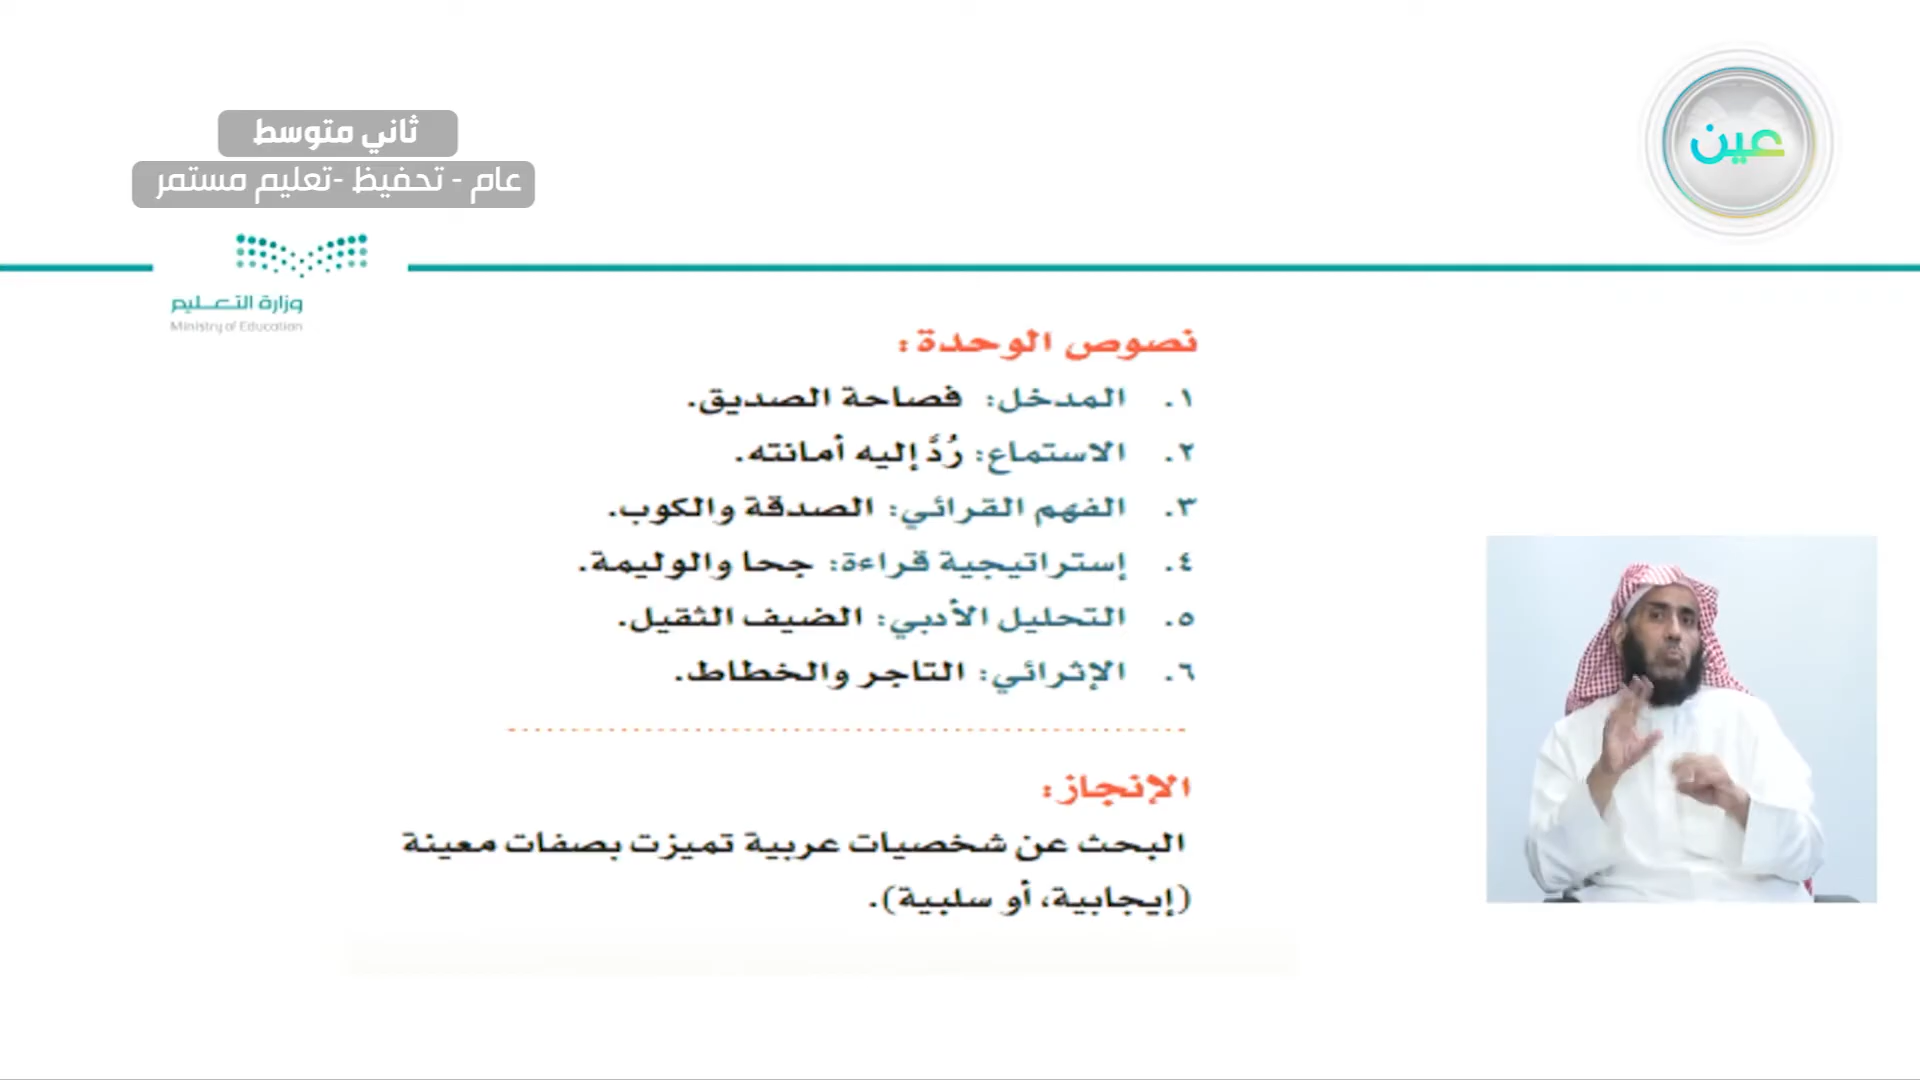 عين
ثاني متوسط
عام - تحفيظ -تعليم مستمر
وزارة التعليم
Ministry of Education
نصوص الوحدة:
١. المدخل: فصاحة الصديق.
٢. الاستماع: رُدَّ إليه أمانته.
٣. الفهم القرائي: الصدقة والكوب.
٤. إستراتيجية قراءة: جحا والوليمة.
٥. التحليل الأدبي: الضيف الثقيل.
٦. الإثرائي: التاجر والخطاط.
الإنجاز:
البحث عن شخصيات عربية تميزت بصفات معينة
(إيجابية، أو سلبية).